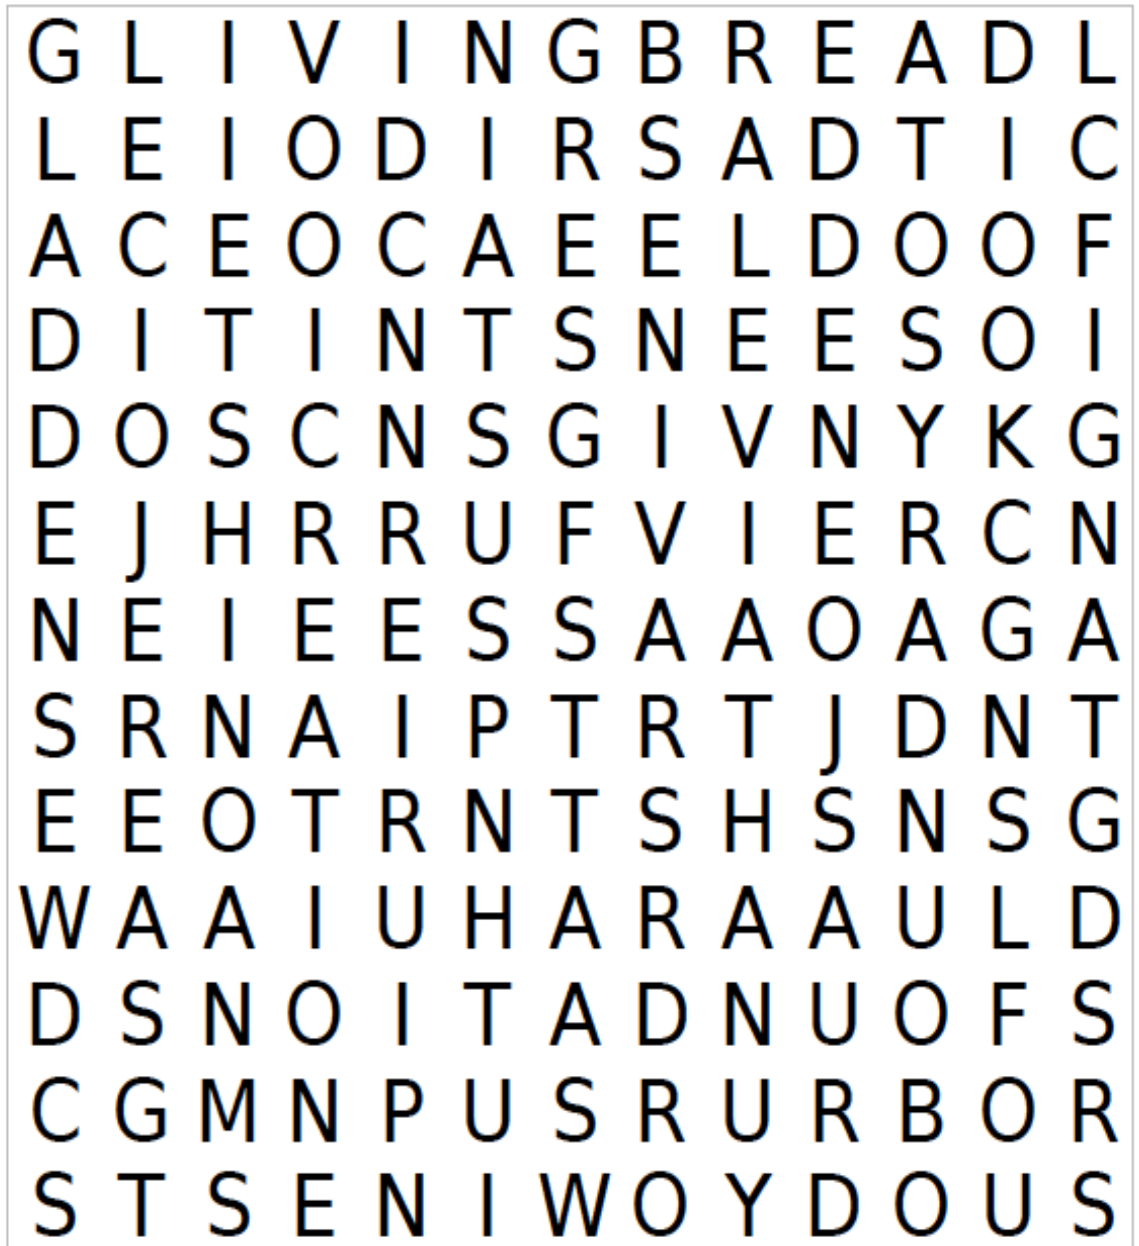 G L I V I N G B R E A D L
L E I O D I R S A D T I C
A C E O C A E E L D O O F
D I T I N T S N E E S O I
D O S C N S G I V N Y K G
E J H R R U F V I E R C N
N E I E E S S A A O A G A
S R N A I P T R T J D N T
E E O T R N T S H S N S G
W A A I U H A R A A U L D
D S N O I T A D N U O F S
C G M N P U S R U R B O R
S T S E N I W O Y D O U S